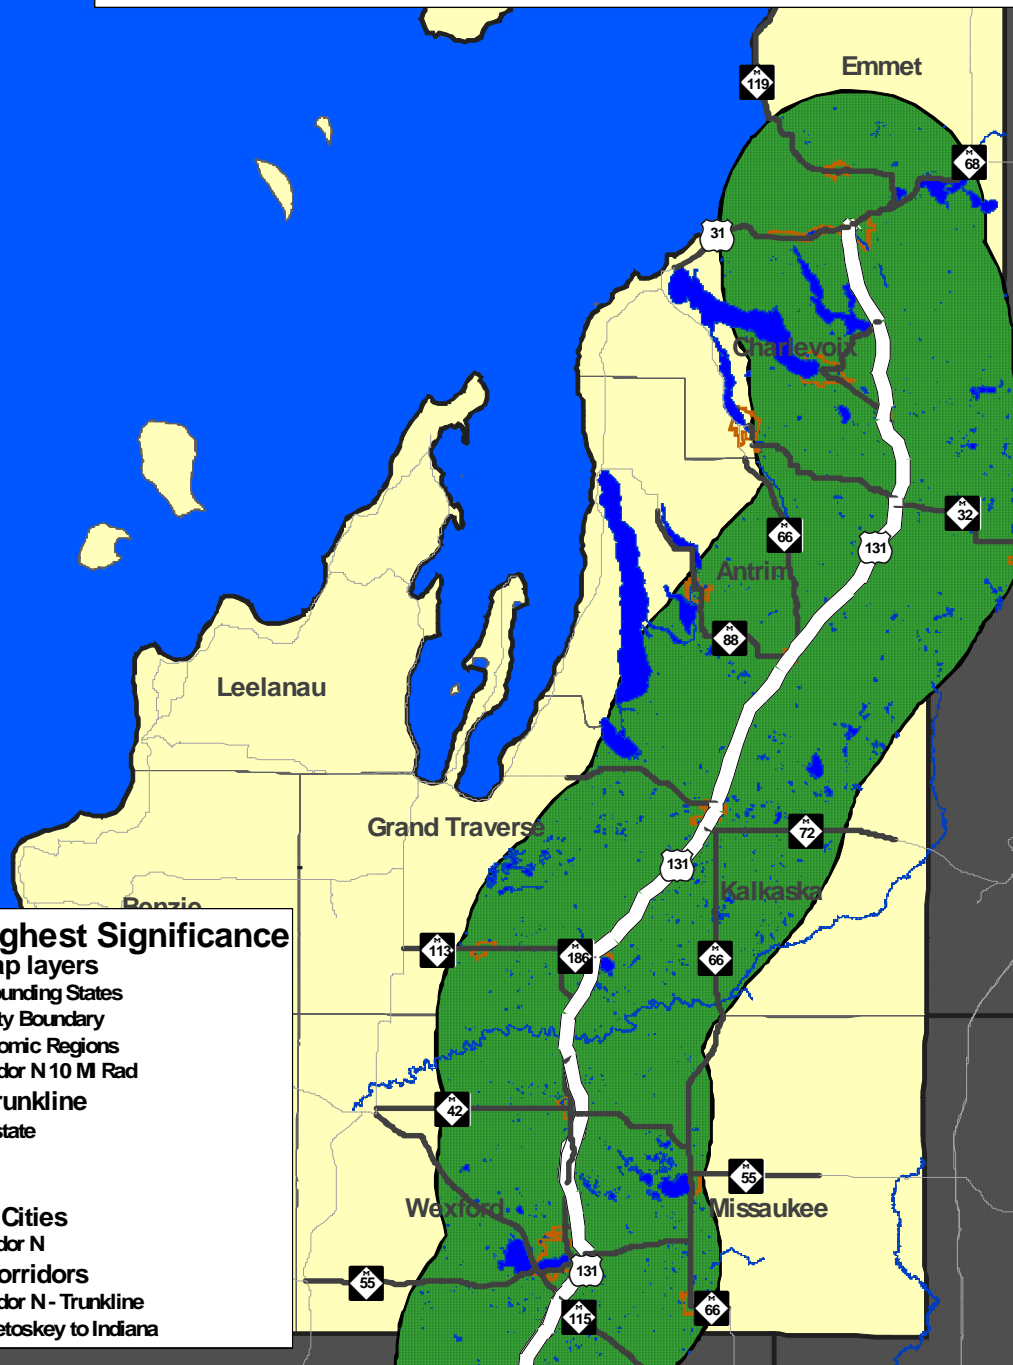 Emmet
M 119
M 68
31
Charlevoix
M 32
M 66
131
Antrim
M 88
Leelanau
Grand Traverse
M 72
131
Kalkaska
Benzie
M 113
M 186
M 66
ghest Significance
ap layers
ounding States
ty Boundary
omic Regions
dor N 10 MI Rad
runkline
state
Cities
dor N
orridors
dor N - Trunkline
etoskey to Indiana
M 42
M 55
Wexford
Missaukee
M 55
131
M 66
M 115